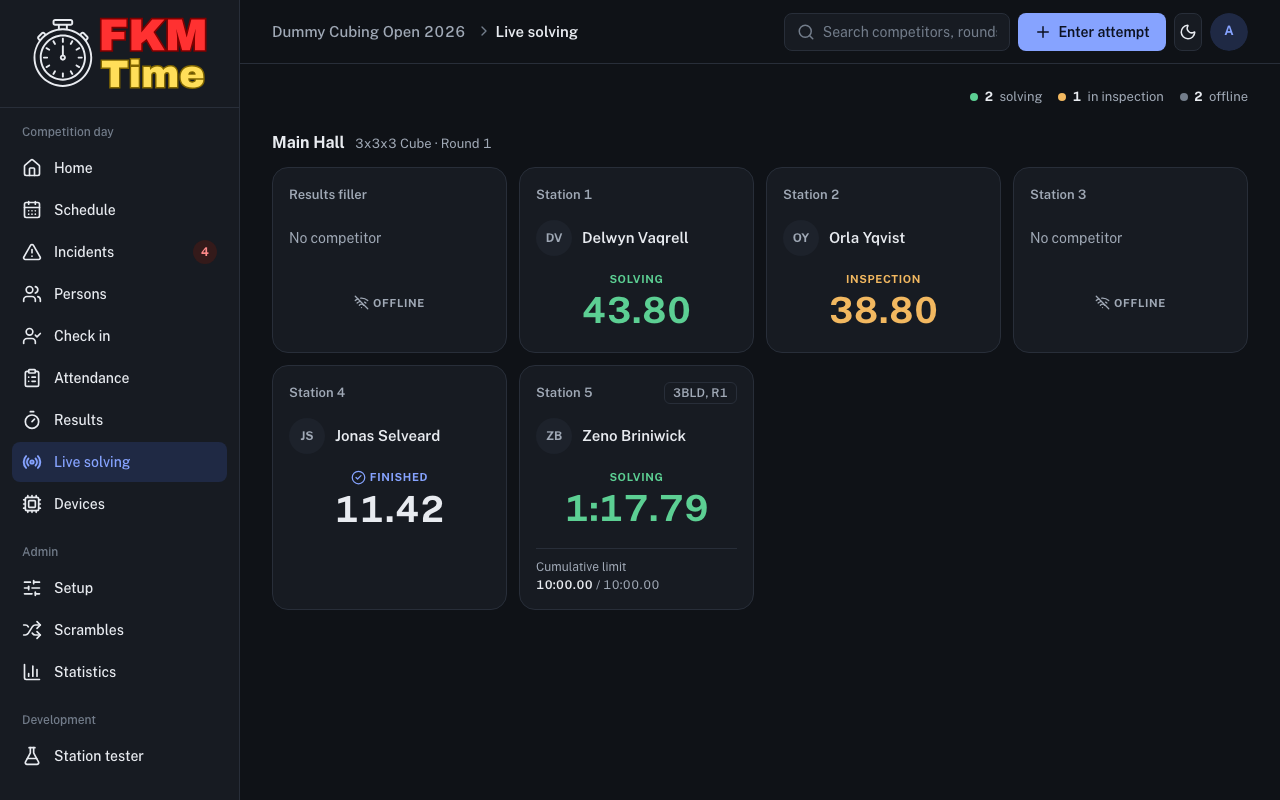 FKM
Time
Competition day
Home
Schedule
Incidents 4
Persons
Check in
Attendance
Results
Live solving
Devices
Admin
Setup
Scrambles
Statistics
Development
Station tester
Dummy Cubing Open 2026 > Live solving
Search competitors, round
Enter attempt
A
2 solving 1 in inspection 2 offline
Main Hall 3x3x3 Cube · Round 1
Results filler
No competitor
OFFLINE
Station 1
DV Delwyn Vaqrell
SOLVING
43.80
Station 2
OY Orla Yqvist
INSPECTION
38.80
Station 3
No competitor
OFFLINE
Station 4
JS Jonas Selveard
FINISHED
11.42
Station 5 3BLD, R1
ZB Zeno Briniwick
SOLVING
1:17.79
Cumulative limit
10:00.00 / 10:00.00